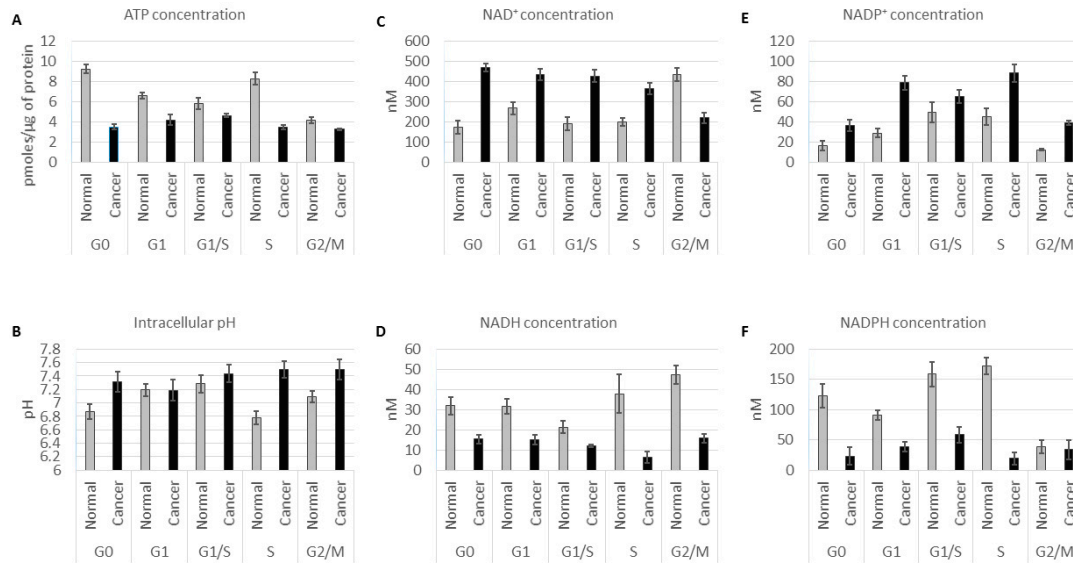 A ATP concentration
pmoles/µg of protein
12
10
8
6
4
2
0
Normal Cancer Normal Cancer Normal Cancer Normal Cancer Normal Cancer
G0 G1 G1/S S G2/M
C NAD⁺ concentration
nM
600
500
400
300
200
100
0
Normal Cancer Normal Cancer Normal Cancer Normal Cancer Normal Cancer
G0 G1 G1/S S G2/M
E NADP⁺ concentration
nM
120
100
80
60
40
20
0
Normal Cancer Normal Cancer Normal Cancer Normal Cancer Normal Cancer
G0 G1 G1/S S G2/M
B Intracellular pH
pH
7.8
7.6
7.4
7.2
7
6.8
6.6
6.4
6.2
6
Normal Cancer Normal Cancer Normal Cancer Normal Cancer Normal Cancer
G0 G1 G1/S S G2/M
D NADH concentration
nM
60
50
40
30
20
10
0
Normal Cancer Normal Cancer Normal Cancer Normal Cancer Normal Cancer
G0 G1 G1/S S G2/M
F NADPH concentration
nM
200
150
100
50
0
Normal Cancer Normal Cancer Normal Cancer Normal Cancer Normal Cancer
G0 G1 G1/S S G2/M